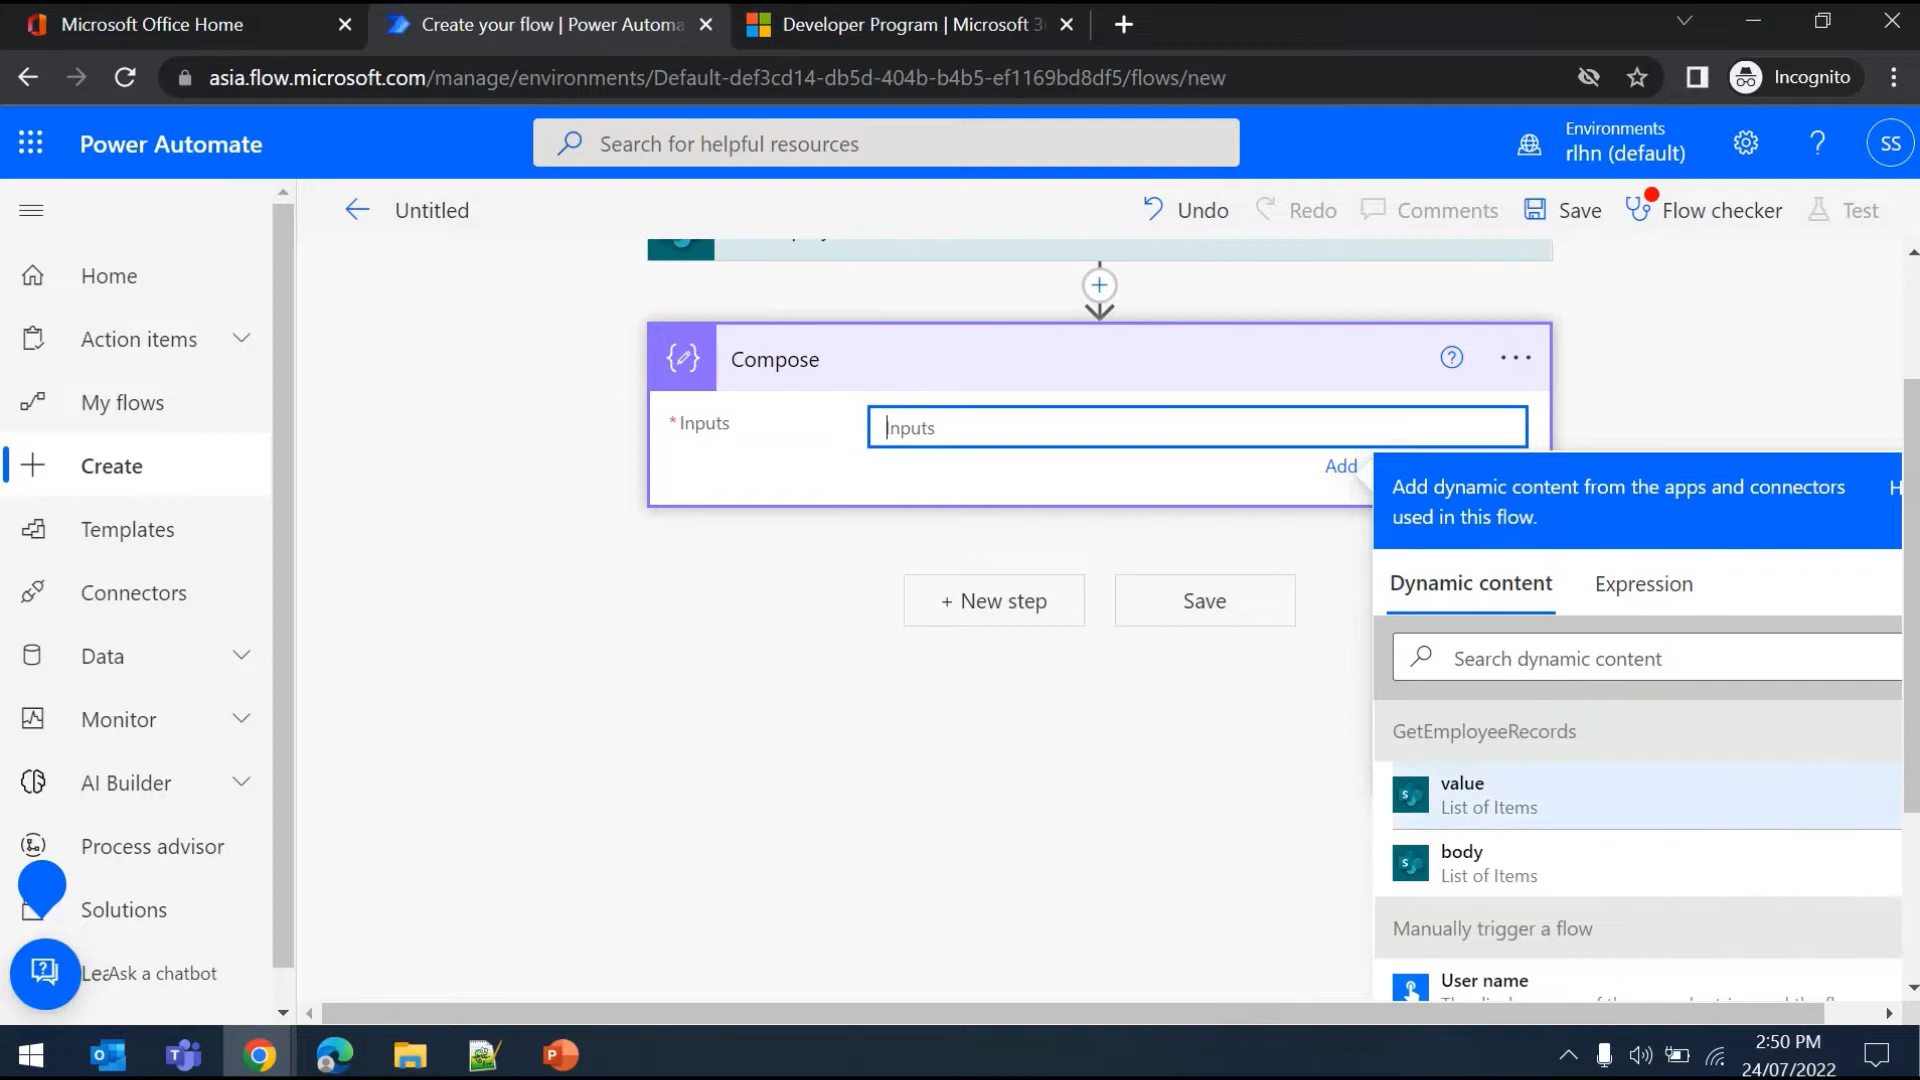 Microsoft Office Home
Create your flow | Power Automa
Developer Program | Microsoft 3
asia.flow.microsoft.com/manage/environments/Default-def3cd14-db5d-404b-b4b5-ef1169bd8df5/flows/new
Incognito
Power Automate
Search for helpful resources
Environments
rlhn (default)
SS
Untitled
Undo
Redo
Comments
Save
Flow checker
Test
Home
Action items
My flows
Create
Templates
Connectors
Data
Monitor
AI Builder
Process advisor
Solutions
Ask a chatbot
Compose
* Inputs
Inputs
Add
Add dynamic content from the apps and connectors
used in this flow.
Dynamic content
Expression
Search dynamic content
GetEmployeeRecords
value
List of Items
body
List of Items
Manually trigger a flow
User name
+ New step
Save
2:50 PM
24/07/2022